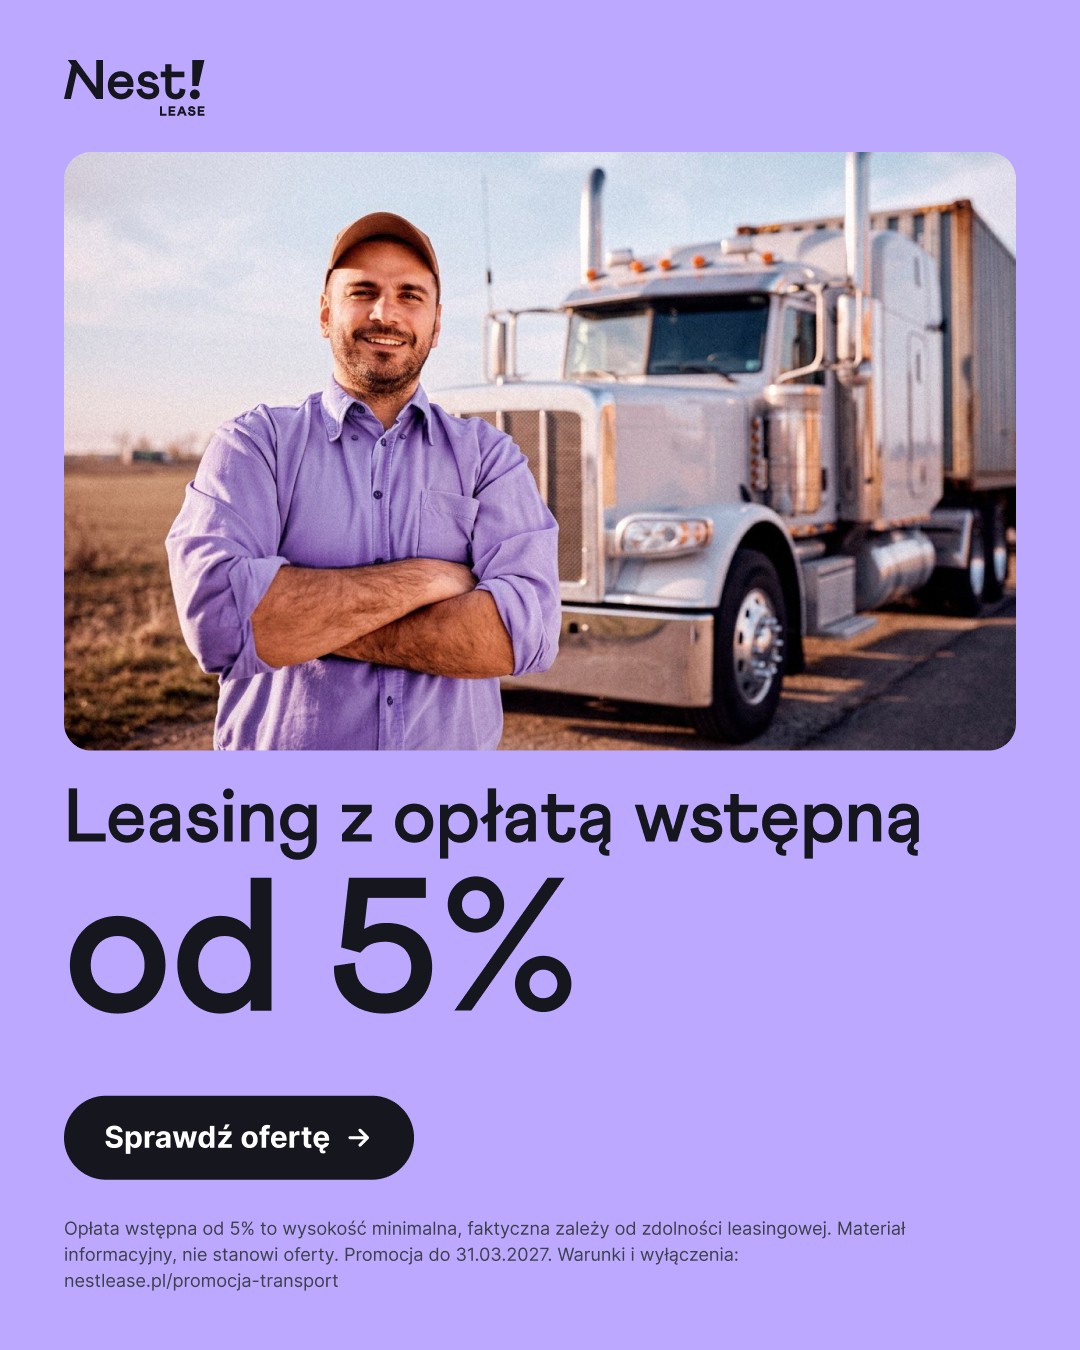 Nest!
LEASE
Leasing z opłatą wstępną
od 5%
Sprawdź ofertę →
Opłata wstępna od 5% to wysokość minimalna, faktyczna zależy od zdolności leasingowej. Materiał
informacyjny, nie stanowi oferty. Promocja do 31.03.2027. Warunki i wyłączenia:
nestlease.pl/promocja-transport